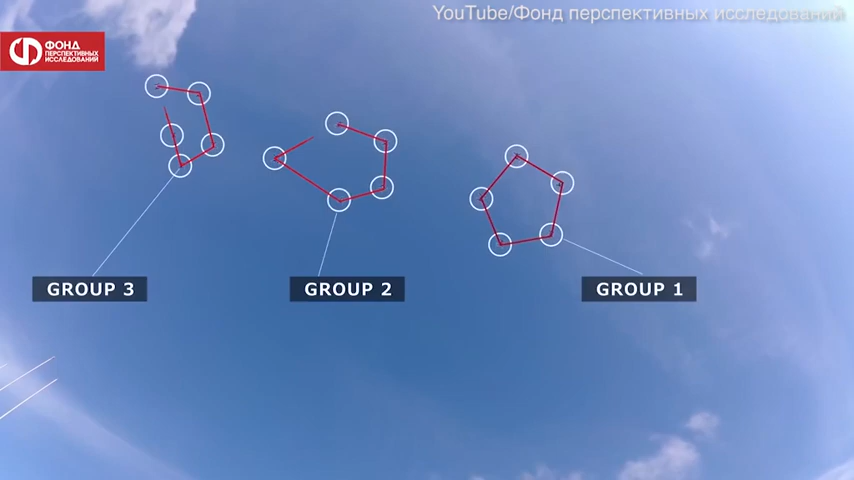 YouTube/Фонд перспективных исследований
ФОНД
ПЕРСПЕКТИВНЫХ
ИССЛЕДОВАНИЙ
GROUP 3
GROUP 2
GROUP 1